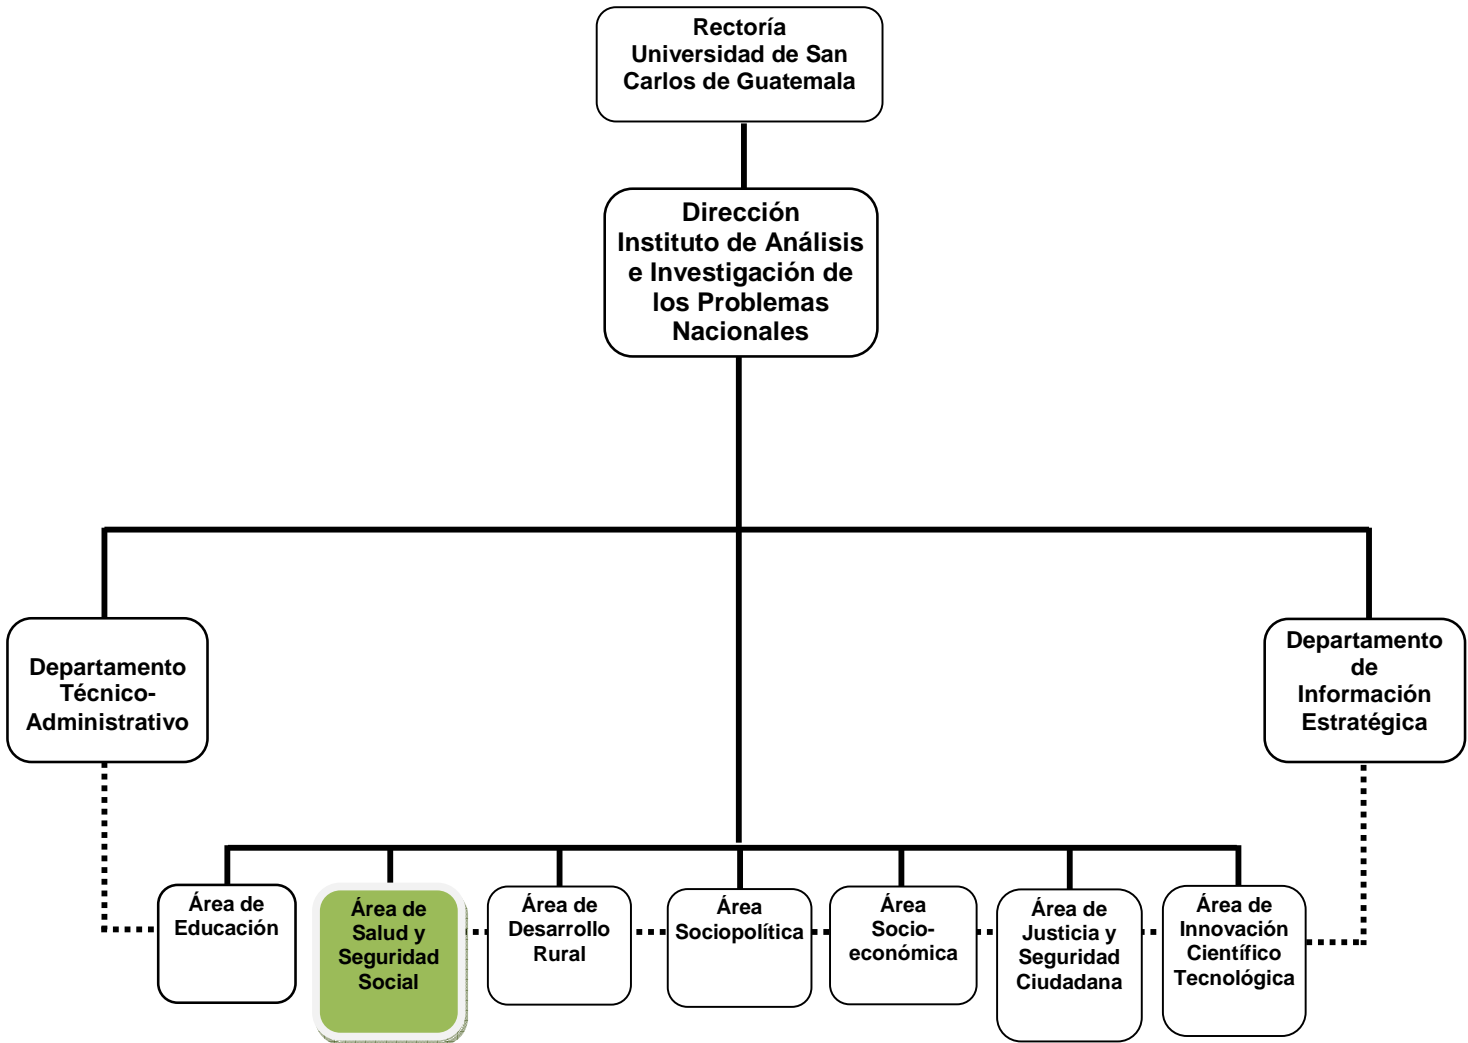 Rectoría
Universidad de San
Carlos de Guatemala
Dirección
Instituto de Análisis
e Investigación de
los Problemas
Nacionales
Departamento
Técnico-
Administrativo
Departamento
de
Información
Estratégica
Área de
Educación
Área de
Salud y
Seguridad
Social
Área de
Desarrollo
Rural
Área
Sociopolítica
Área
Socio-
económica
Área de
Justicia y
Seguridad
Ciudadana
Área de
Innovación
Científico
Tecnológica